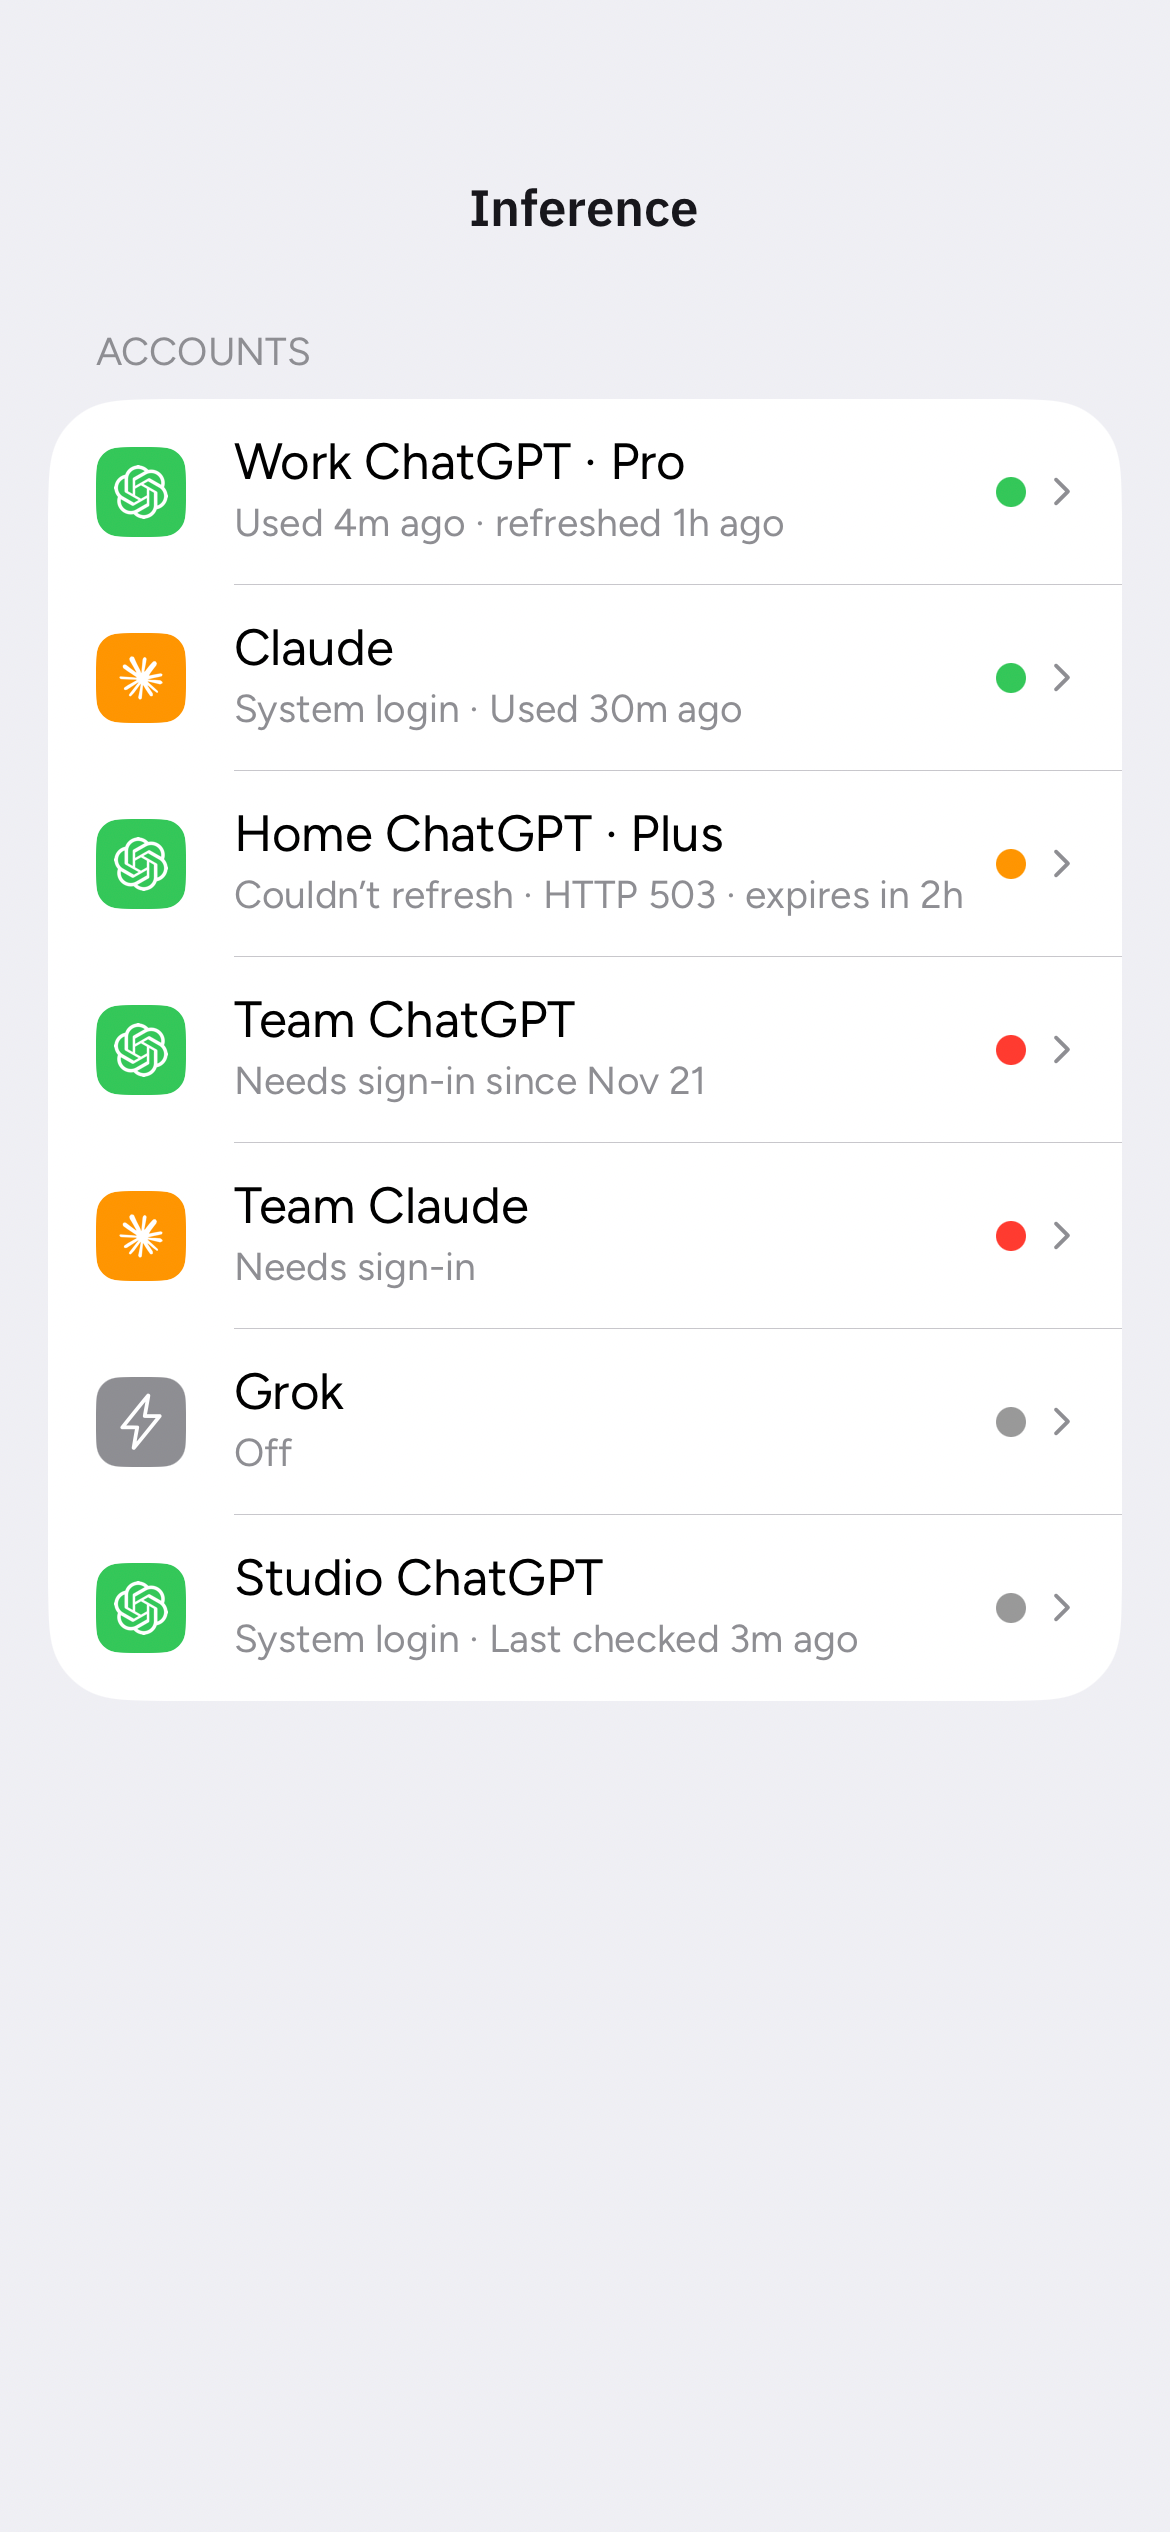 Inference
ACCOUNTS
Work ChatGPT · Pro
Used 4m ago · refreshed 1h ago
Claude
System login · Used 30m ago
Home ChatGPT · Plus
Couldn’t refresh · HTTP 503 · expires in 2h
Team ChatGPT
Needs sign-in since Nov 21
Team Claude
Needs sign-in
Grok
Off
Studio ChatGPT
System login · Last checked 3m ago